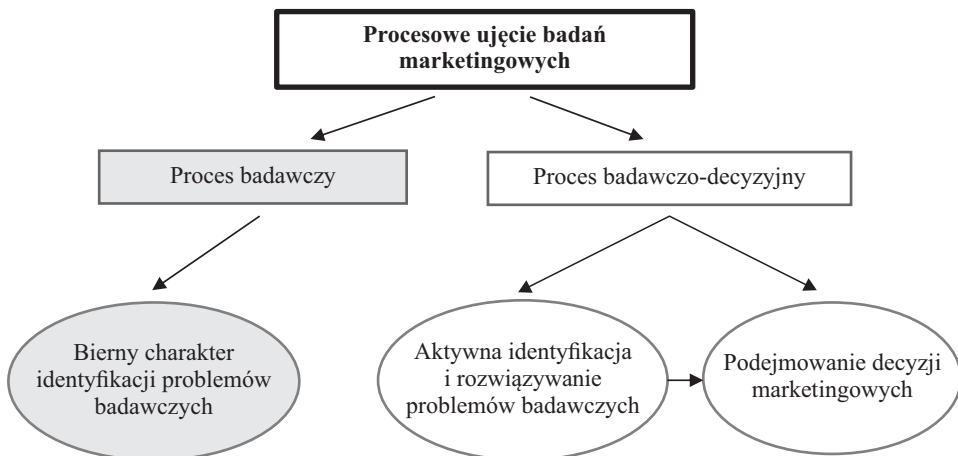 Procesowe ujęcie badań
marketingowych
Proces badawczy
Proces badawczo-decyzyjny
Bierny charakter
identyfikacji problemów
badawczych
Aktywna identyfikacja
i rozwiązywanie
problemów badawczych
Podejmowanie decyzji
marketingowych